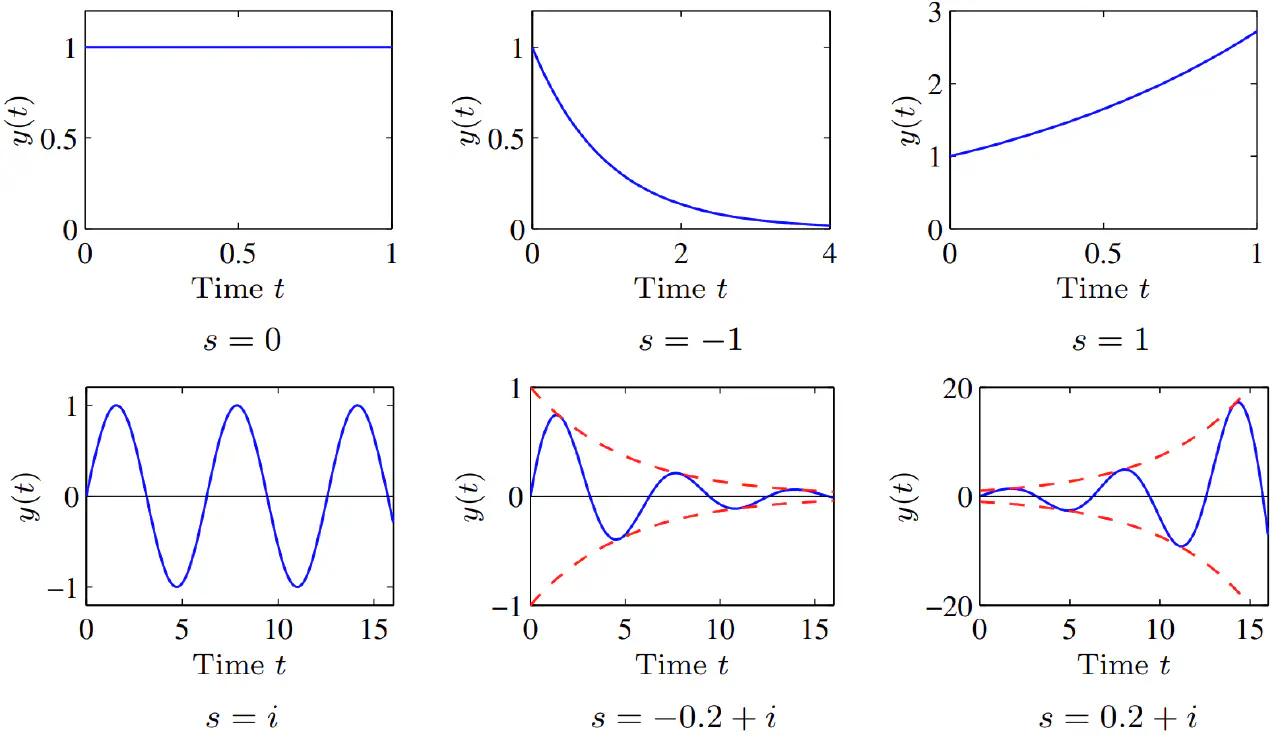 y(t)
1
0.5
0
0 0.5 1
Time t
s = 0
y(t)
1
0.5
0
0 2 4
Time t
s = −1
y(t)
3
2
1
0
0 0.5 1
Time t
s = 1
y(t)
1
0
−1
0 5 10 15
Time t
s = i
y(t)
1
0
−1
0 5 10 15
Time t
s = −0.2 + i
y(t)
20
0
−20
0 5 10 15
Time t
s = 0.2 + i